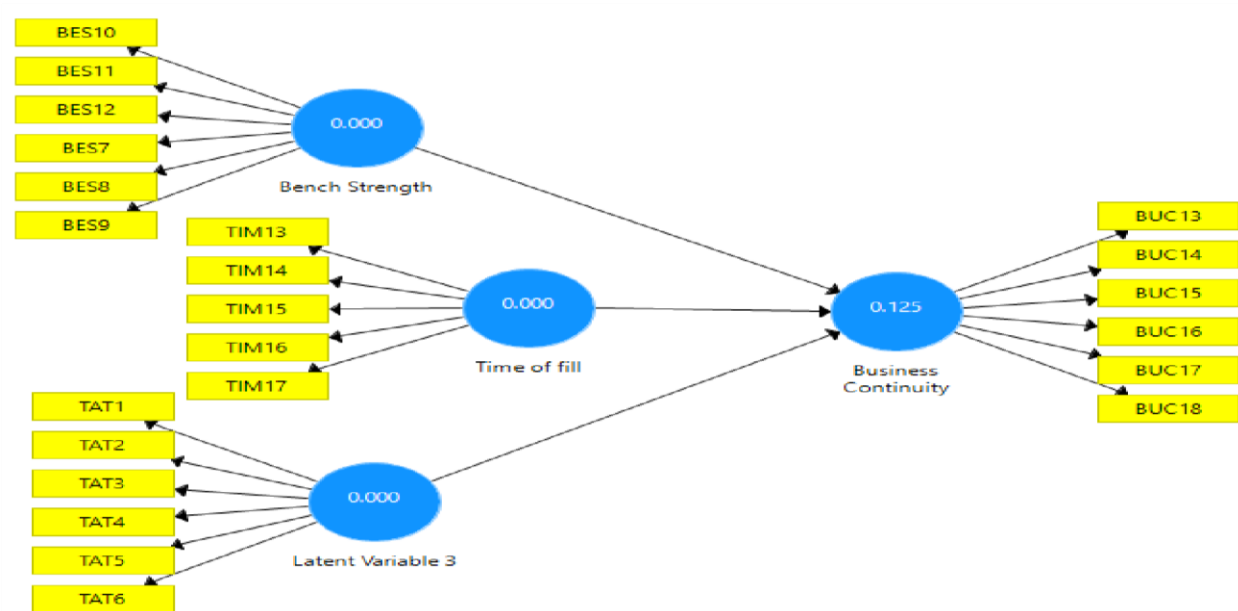 BES10
BES11
BES12
BES7
BES8
BES9
0.000
Bench Strength
TIM13
TIM14
TIM15
TIM16
TIM17
0.000
Time of fill
TAT1
TAT2
TAT3
TAT4
TAT5
TAT6
0.000
Latent Variable 3
0.125
Business
Continuity
BUC13
BUC14
BUC15
BUC16
BUC17
BUC18